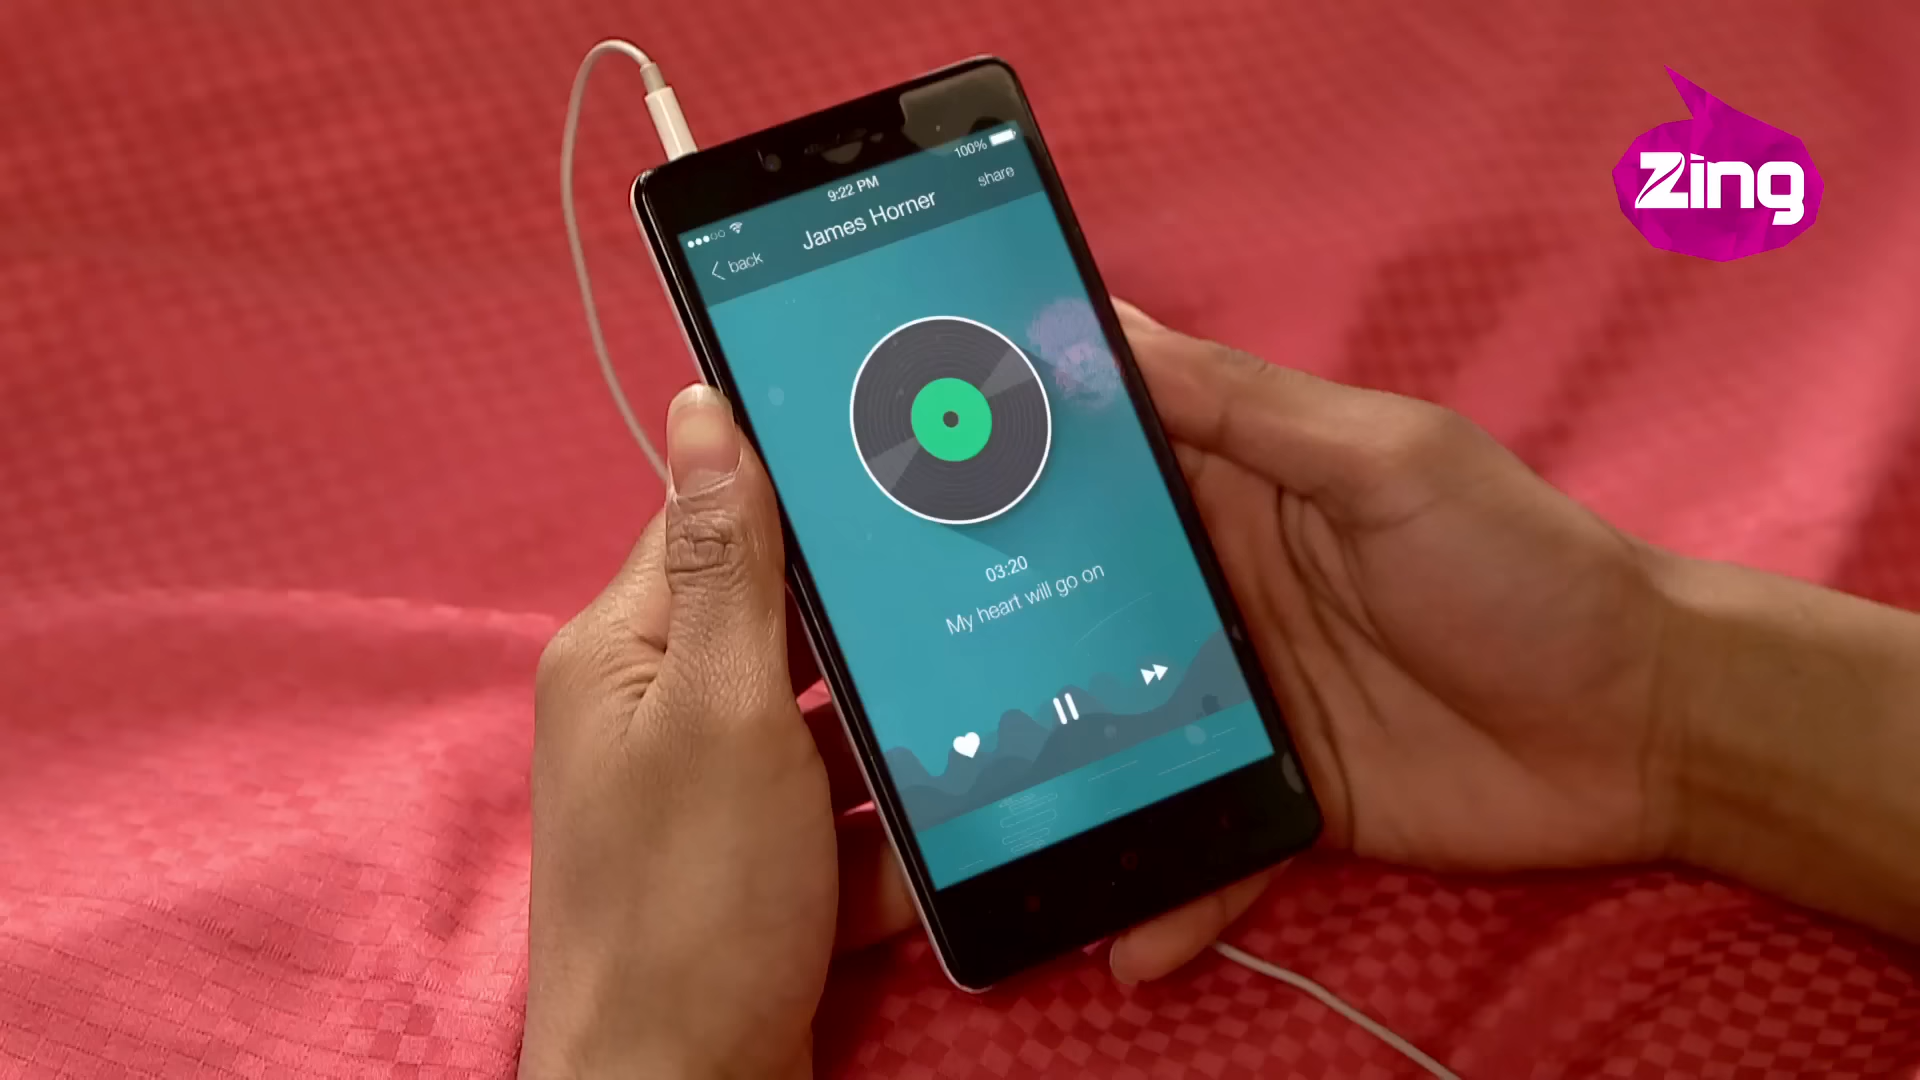 100%
9:22 PM
share
James Horner
back
03:20
My heart will go on
Zing